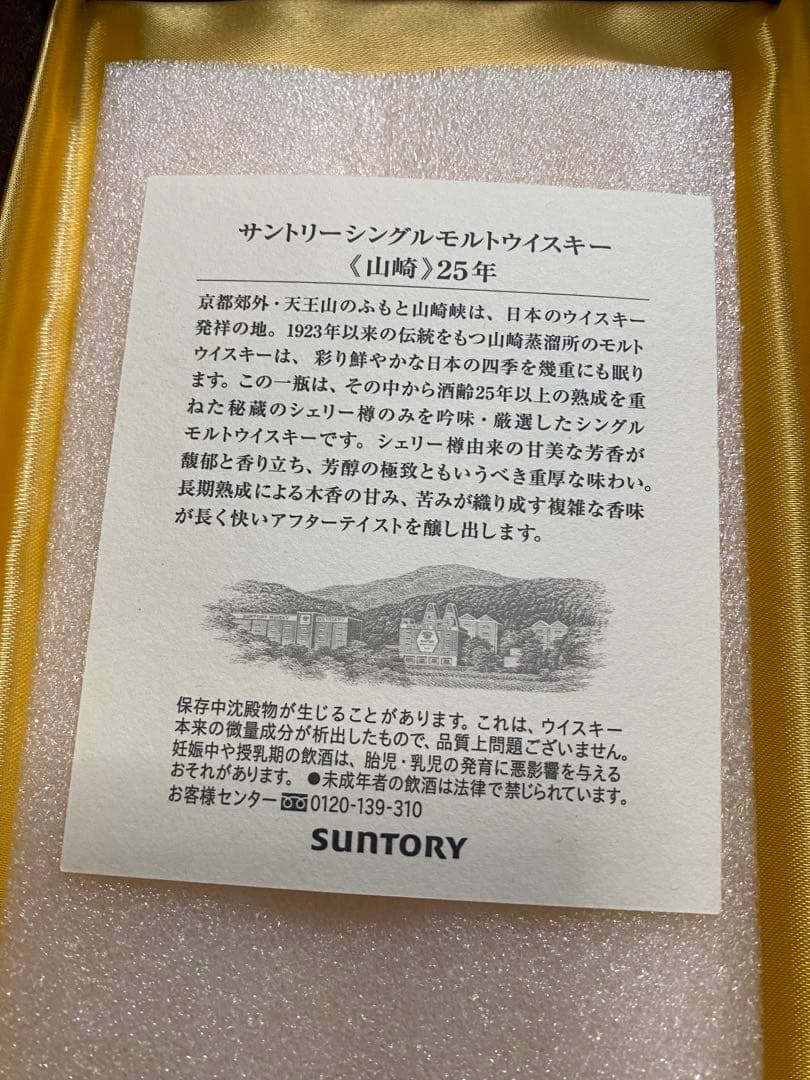 サントリーシングルモルトウイスキー
《山崎》25年
京都郊外・天王山のふもと山崎峡は、日本のウイスキー
発祥の地。1923年以来の伝統をもつ山崎蒸溜所のモルト
ウイスキーは、彩り鮮やかな日本の四季を幾重にも眠り
ます。この一瓶は、その中から酒齢25年以上の熟成を重
ねた秘蔵のシェリー樽のみを吟味・厳選したシングル
モルトウイスキーです。シェリー樽由来の甘美な芳香が
馥郁と香り立ち、芳醇の極致ともいうべき重厚な味わい。
長期熟成による木香の甘み、苦みが織り成す複雑な香味
が長く快いアフターテイストを醸し出します。
保存中沈殿物が生じることがあります。これは、ウイスキー
本来の微量成分が析出したもので、品質上問題ございません。
妊娠中や授乳期の飲酒は、胎児・乳児の発育に悪影響を与える
おそれがあります。 ●未成年者の飲酒は法律で禁じられています。
お客様センター 0120-139-310
SUNTORY